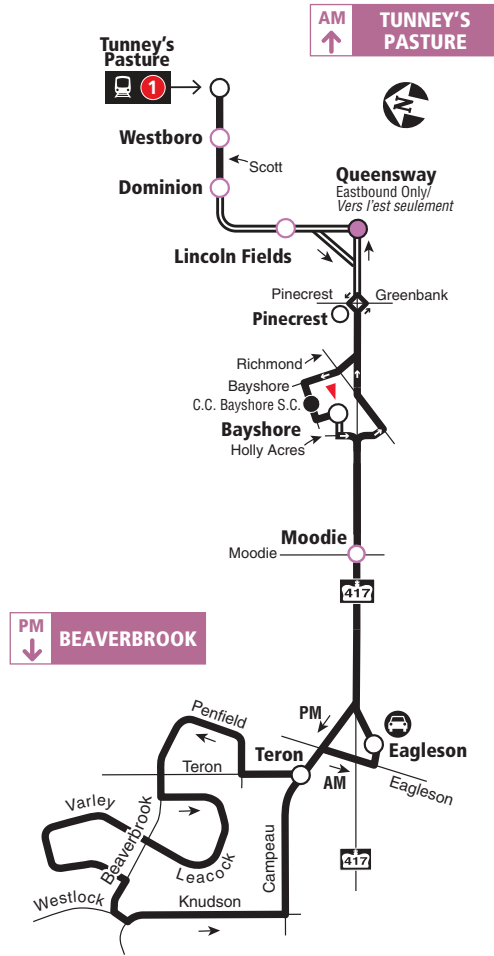 AM
TUNNEY'S
PASTURE
Tunney's
Pasture
1
N
Westboro
Scott
Dominion
Queensway
Eastbound Only/
Vers l'est seulement
Lincoln Fields
Pinecrest
Greenbank
Pinecrest
Richmond
Bayshore
C.C. Bayshore S.C.
Bayshore
Holly Acres
Moodie
Moodie
417
PM
BEAVERBROOK
Penfield
PM
Teron
Eagleson
Teron
AM
Eagleson
Varley
Beaverbrook
Leacock
Campeau
417
Westlock
Knudson